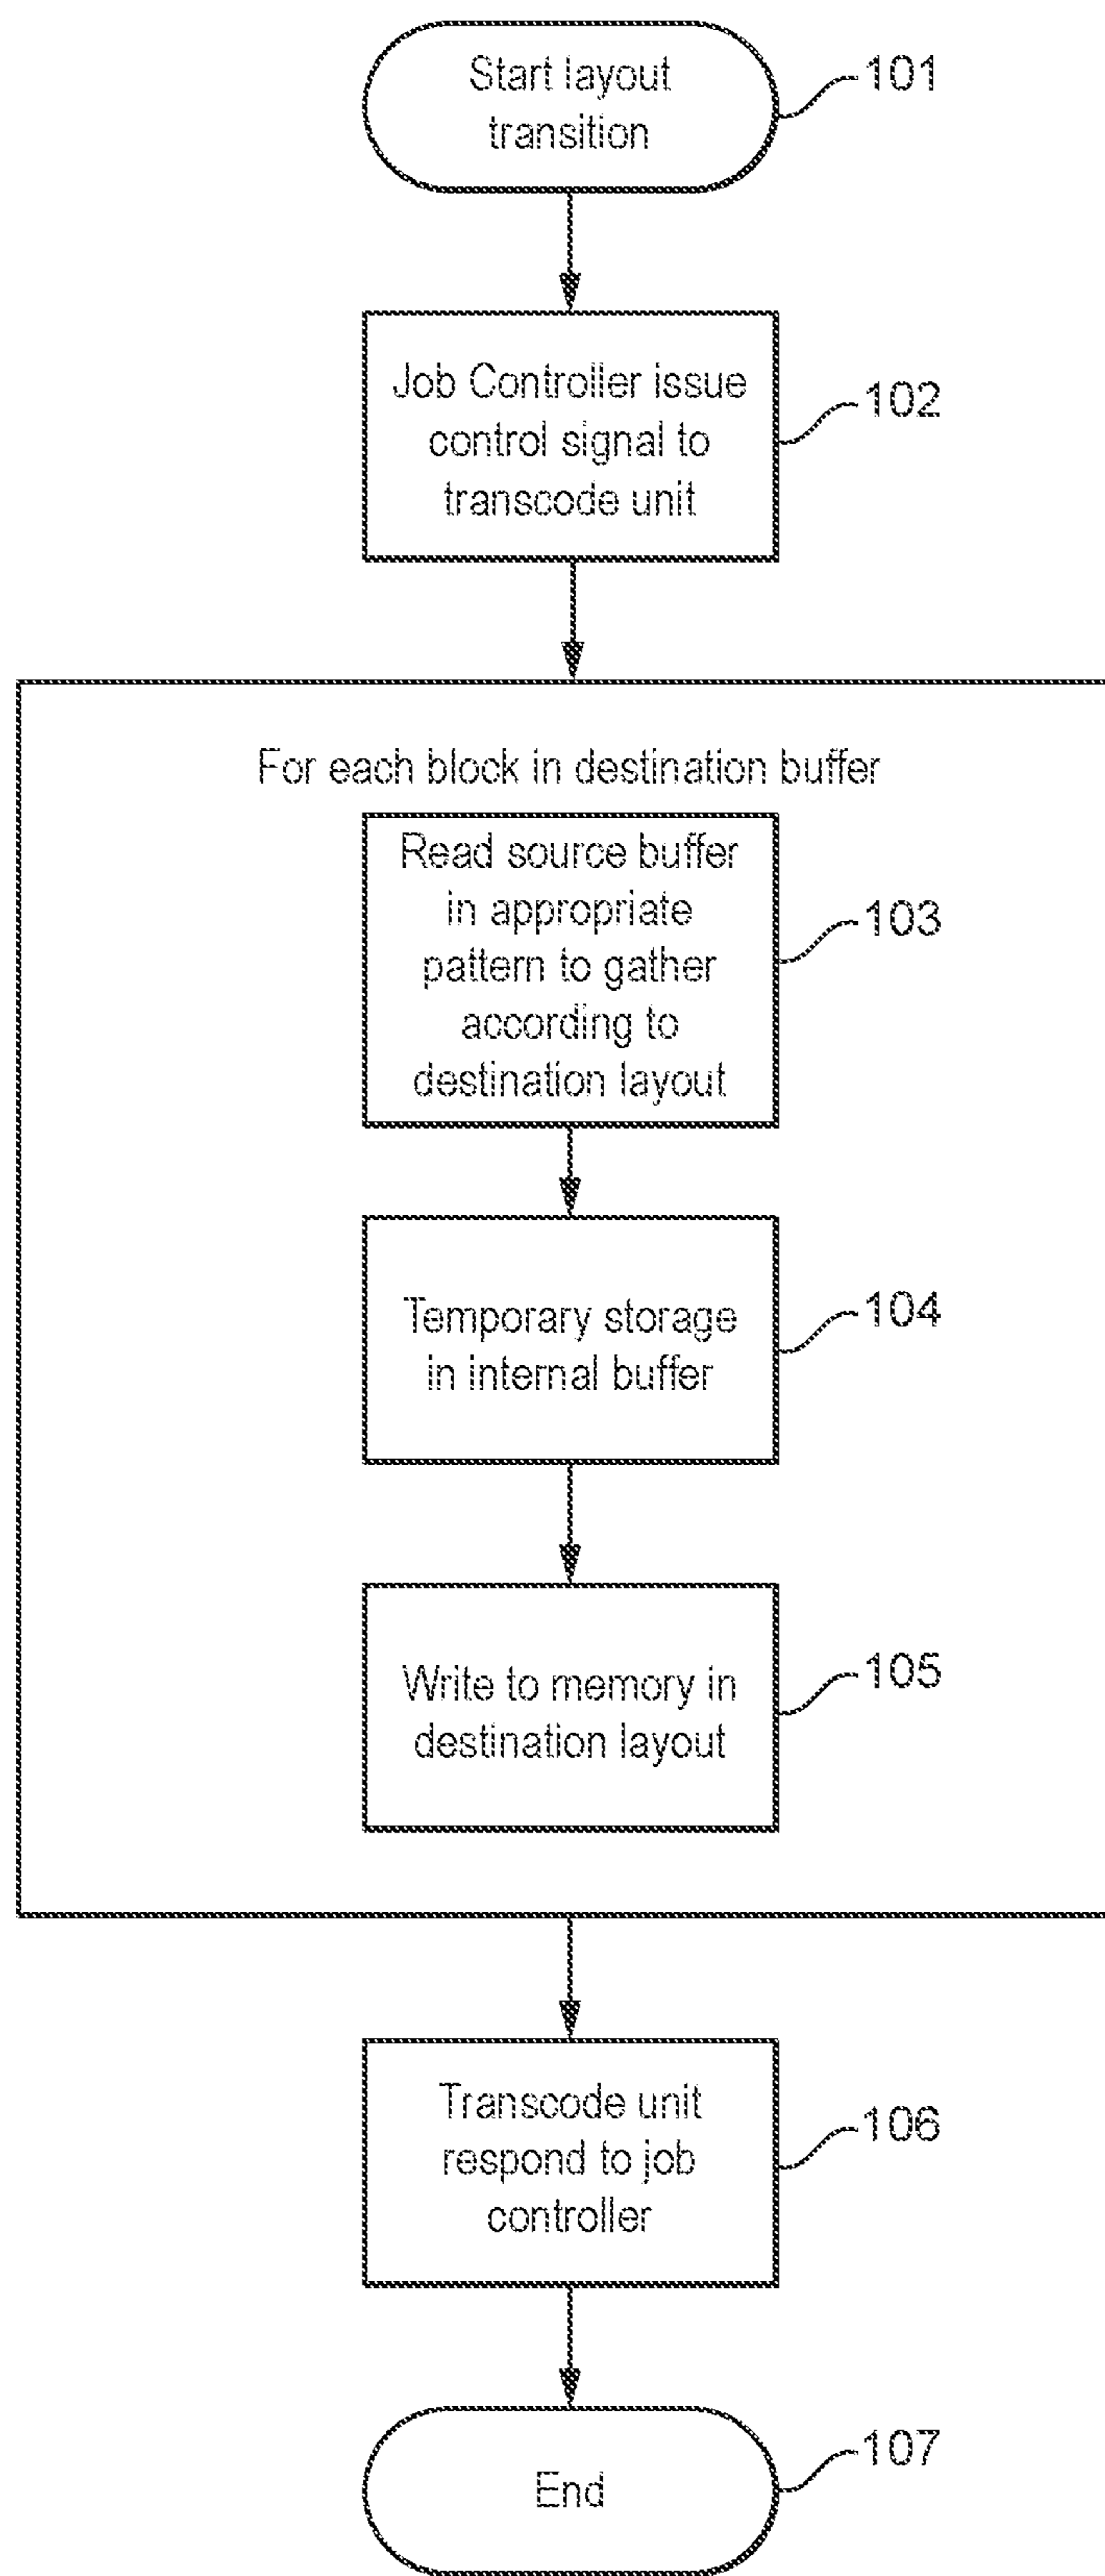 Start layout
transition
101
Job Controller issue
control signal to
transcode unit
102
For each block in destination buffer
Read source buffer
in appropriate
pattern to gather
according to
destination layout
103
Temporary storage
in internal buffer
104
Write to memory in
destination layout
105
Transcode unit
respond to job
controller
106
End
107